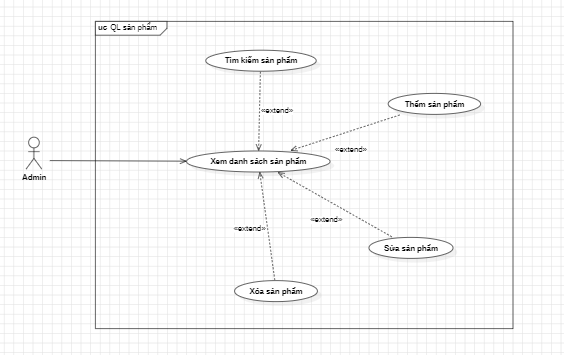 uc QL sản phẩm
Tìm kiếm sản phẩm
«extend»
Thêm sản phẩm
«extend»
Xem danh sách sản phẩm
Admin
«extend»
«extend»
Sửa sản phẩm
Xóa sản phẩm